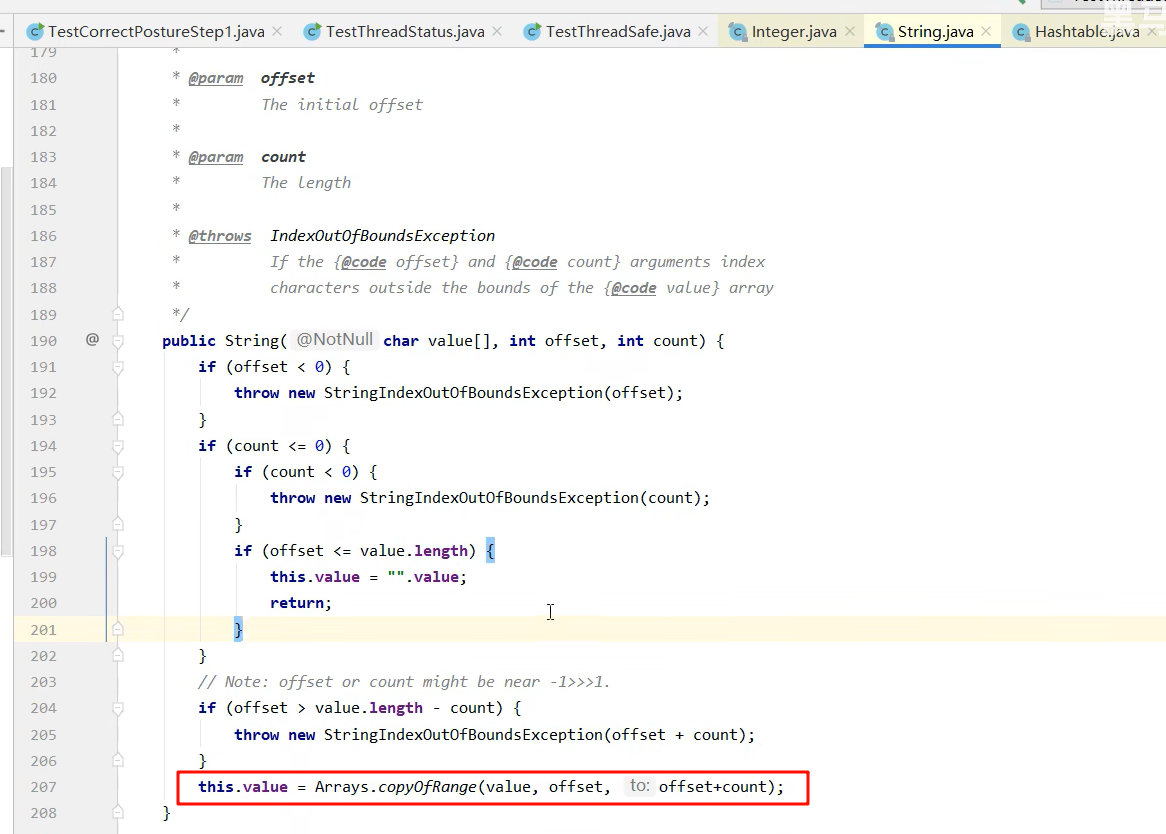 TestCorrectPostureStep1.java × TestThreadStatus.java × TestThreadSafe.java × Integer.java × String.java × Hashtable.java ×
179 *
180 * @param offset
181 * The initial offset
182 *
183 * @param count
184 * The length
185 *
186 * @throws IndexOutOfBoundsException
187 * If the {@code offset} and {@code count} arguments index
188 * characters outside the bounds of the {@code value} array
189 */
190 @ public String( @NotNull char value[], int offset, int count) {
191 if (offset < 0) {
192 throw new StringIndexOutOfBoundsException(offset);
193 }
194 if (count <= 0) {
195 if (count < 0) {
196 throw new StringIndexOutOfBoundsException(count);
197 }
198 if (offset <= value.length) {
199 this.value = "".value;
200 return;
201 }
202 }
203 // Note: offset or count might be near -1>>>1.
204 if (offset > value.length - count) {
205 throw new StringIndexOutOfBoundsException(offset + count);
206 }
207 this.value = Arrays.copyOfRange(value, offset, to: offset+count);
208 }